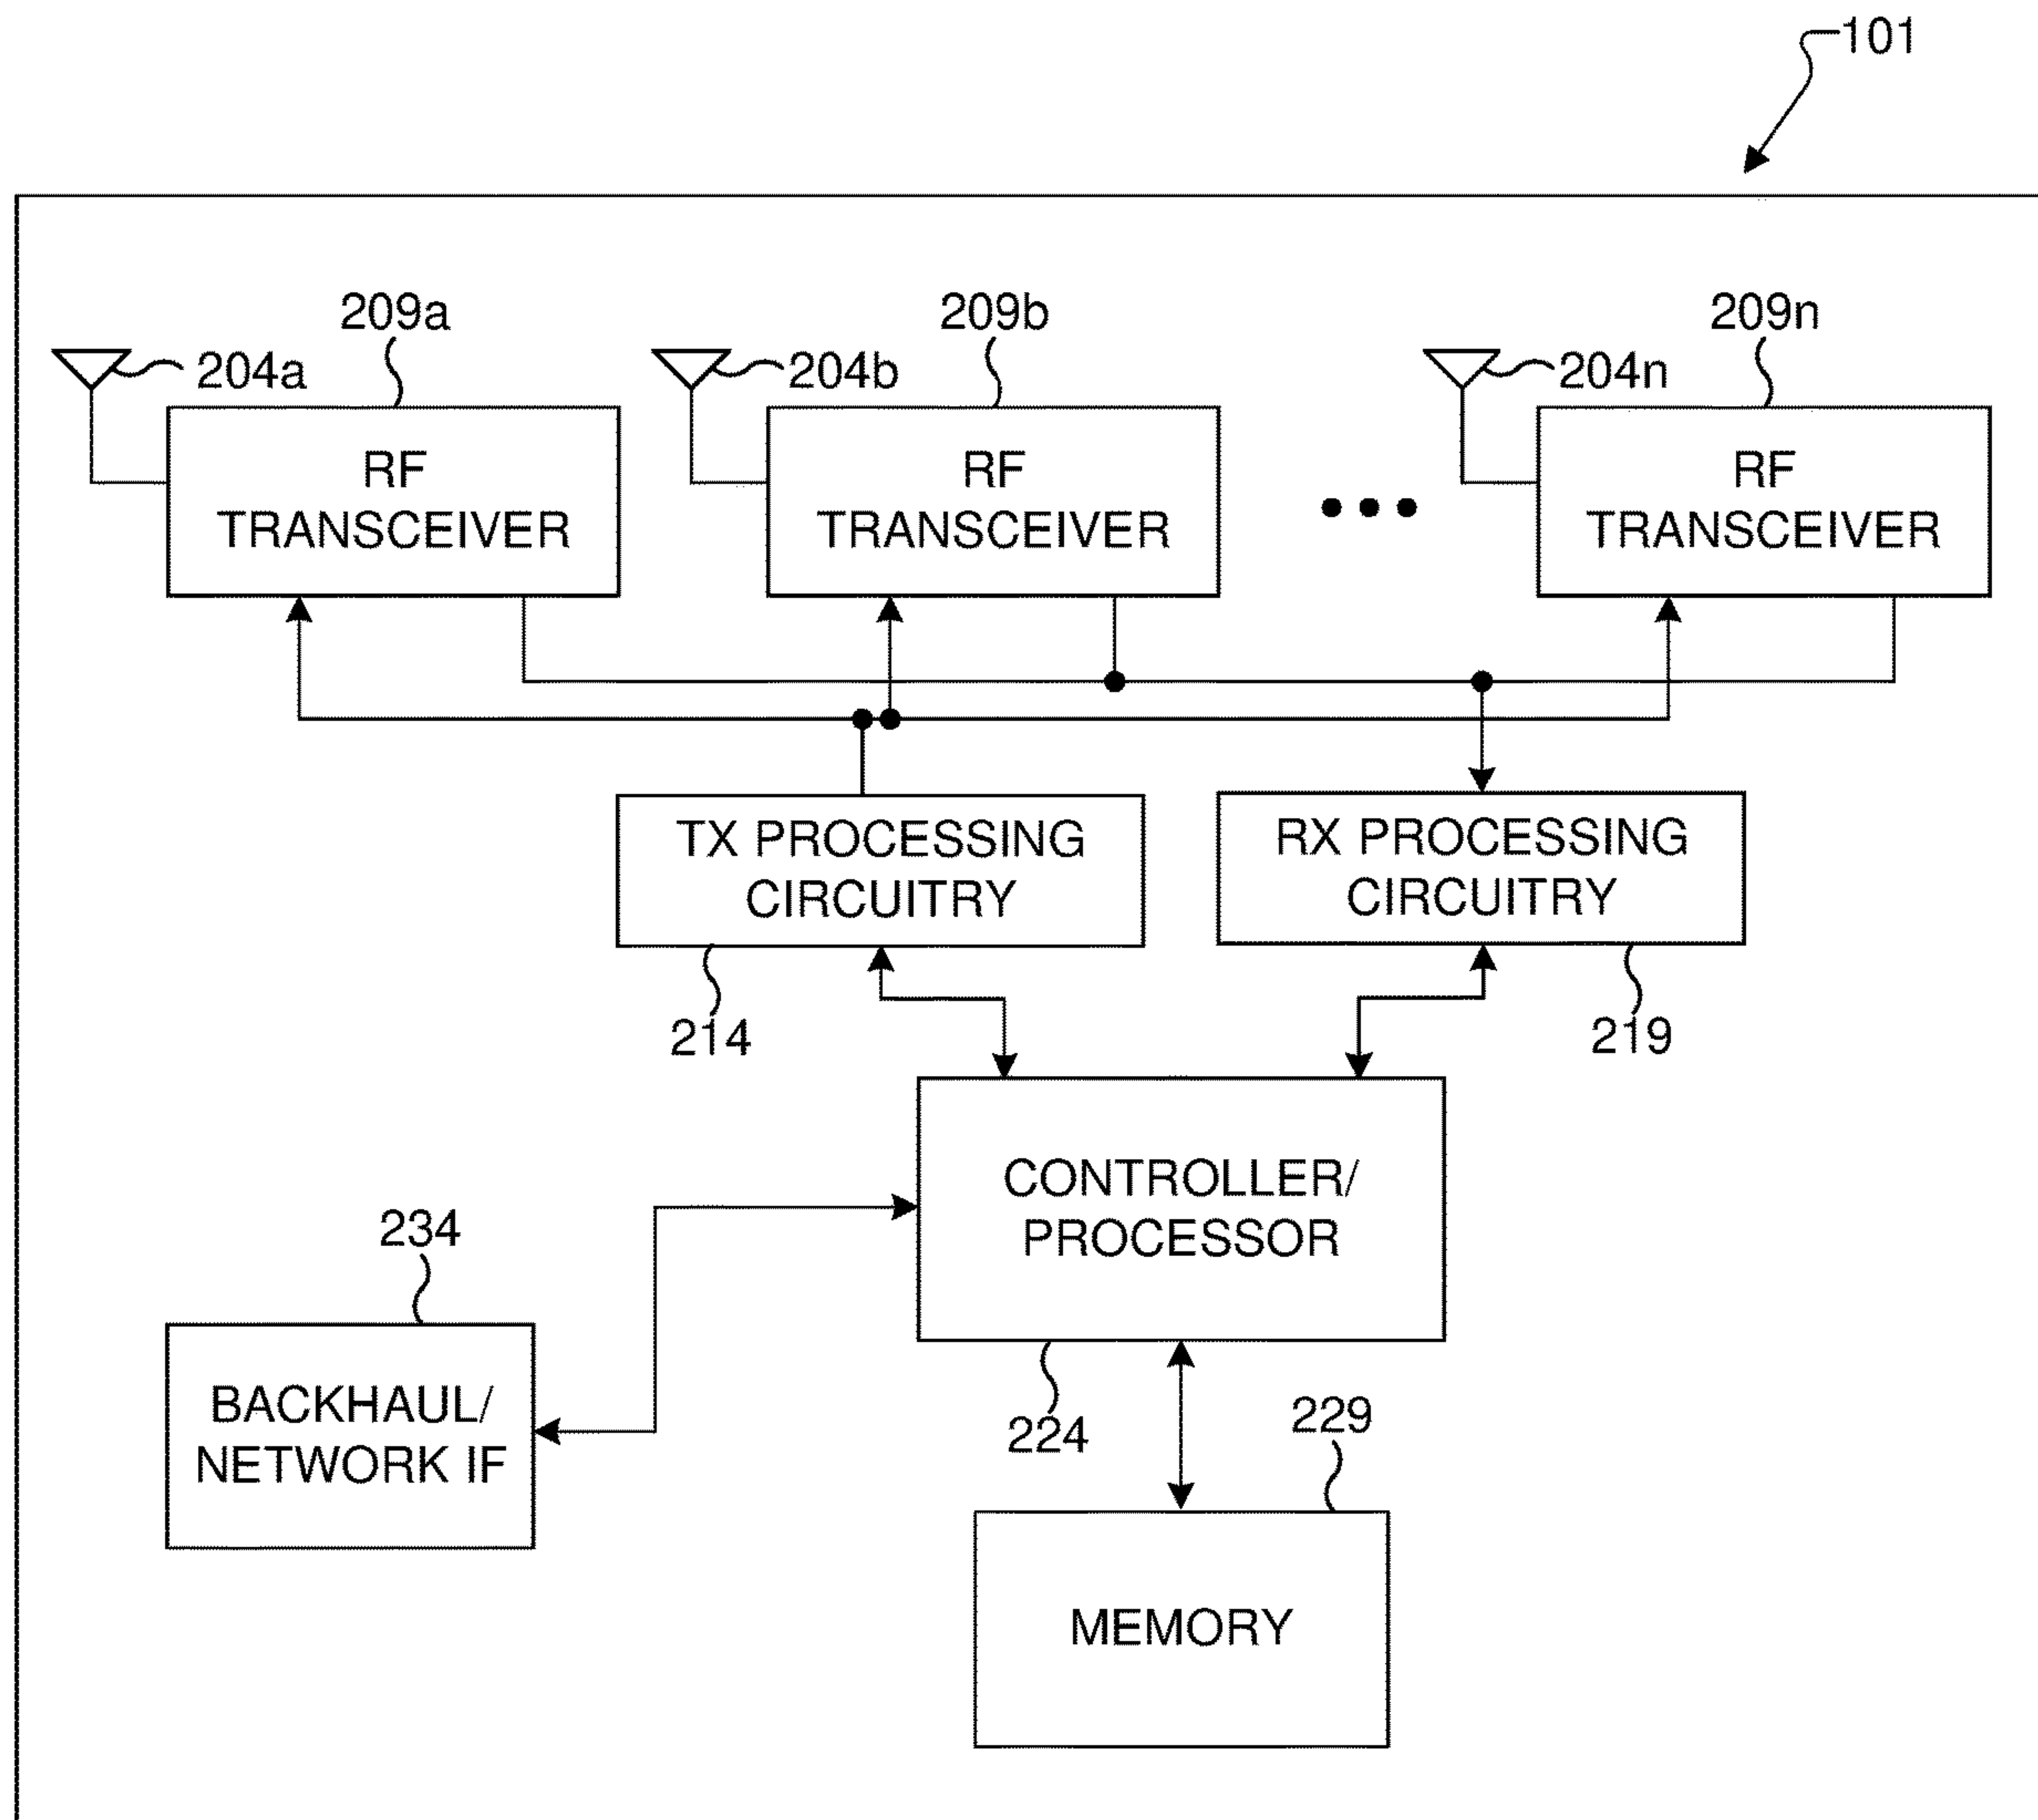 101
209a
209b
209n
204a
204b
204n
RF
TRANSCEIVER
RF
TRANSCEIVER
RF
TRANSCEIVER
TX PROCESSING
CIRCUITRY
RX PROCESSING
CIRCUITRY
214
219
CONTROLLER/
PROCESSOR
234
BACKHAUL/
NETWORK IF
224
229
MEMORY